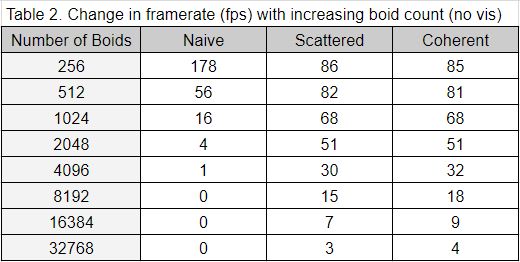 Table 2. Change in framerate (fps) with increasing boid count (no vis)
Number of Boids Naive Scattered Coherent
256 178 86 85
512 56 82 81
1024 16 68 68
2048 4 51 51
4096 1 30 32
8192 0 15 18
16384 0 7 9
32768 0 3 4